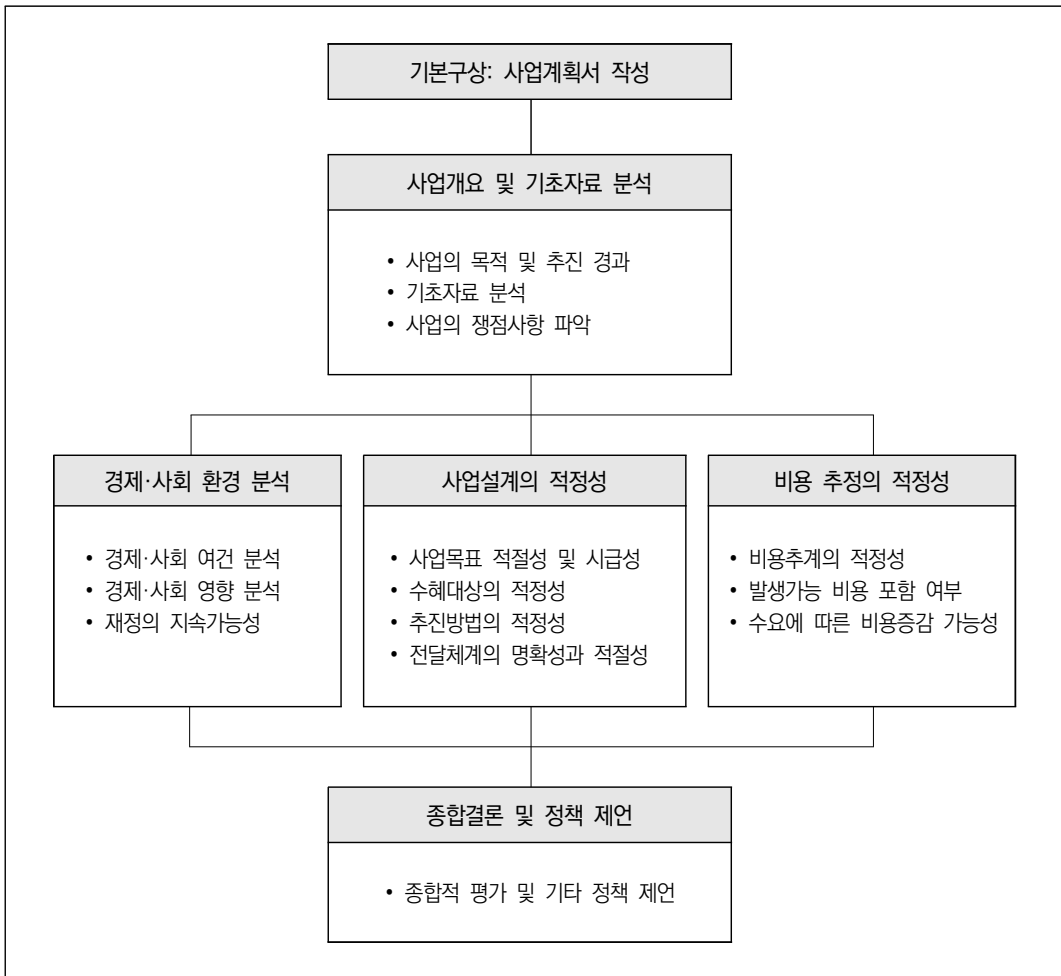 기본구상: 사업계획서 작성
사업개요 및 기초자료 분석
• 사업의 목적 및 추진 경과
• 기초자료 분석
• 사업의 쟁점사항 파악
경제·사회 환경 분석
• 경제·사회 여건 분석
• 경제·사회 영향 분석
• 재정의 지속가능성
사업설계의 적정성
• 사업목표 적절성 및 시급성
• 수혜대상의 적정성
• 추진방법의 적정성
• 전달체계의 명확성과 적절성
비용 추정의 적정성
• 비용추계의 적정성
• 발생가능 비용 포함 여부
• 수요에 따른 비용증감 가능성
종합결론 및 정책 제언
• 종합적 평가 및 기타 정책 제언